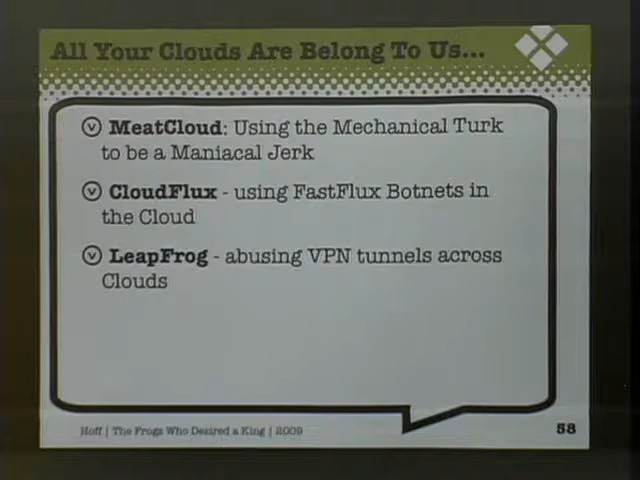 All Your Clouds Are Belong To Us...
MeatCloud: Using the Mechanical Turk
to be a Maniacal Jerk
CloudFlux - using FastFlux Botnets in
the Cloud
LeapFrog - abusing VPN tunnels across
Clouds
Hoff | The Frogs Who Desired a King | 2009
58